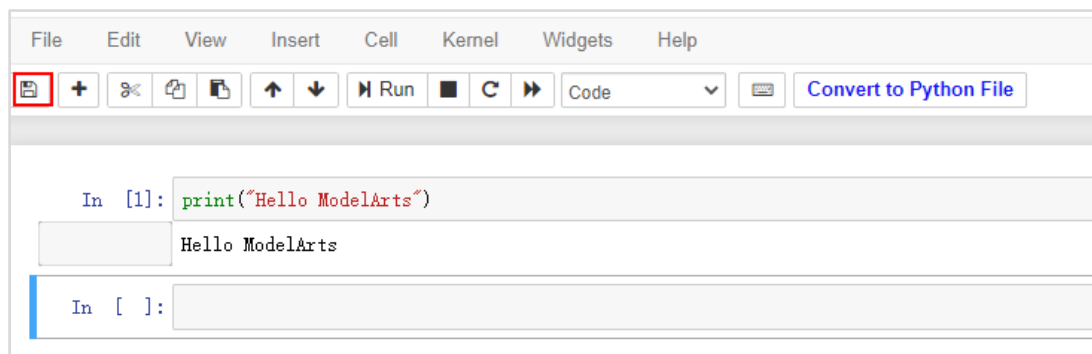 File Edit View Insert Cell Kernel Widgets Help
Run Code Convert to Python File
In [1]: print("Hello ModelArts")
Hello ModelArts
In [ ]: